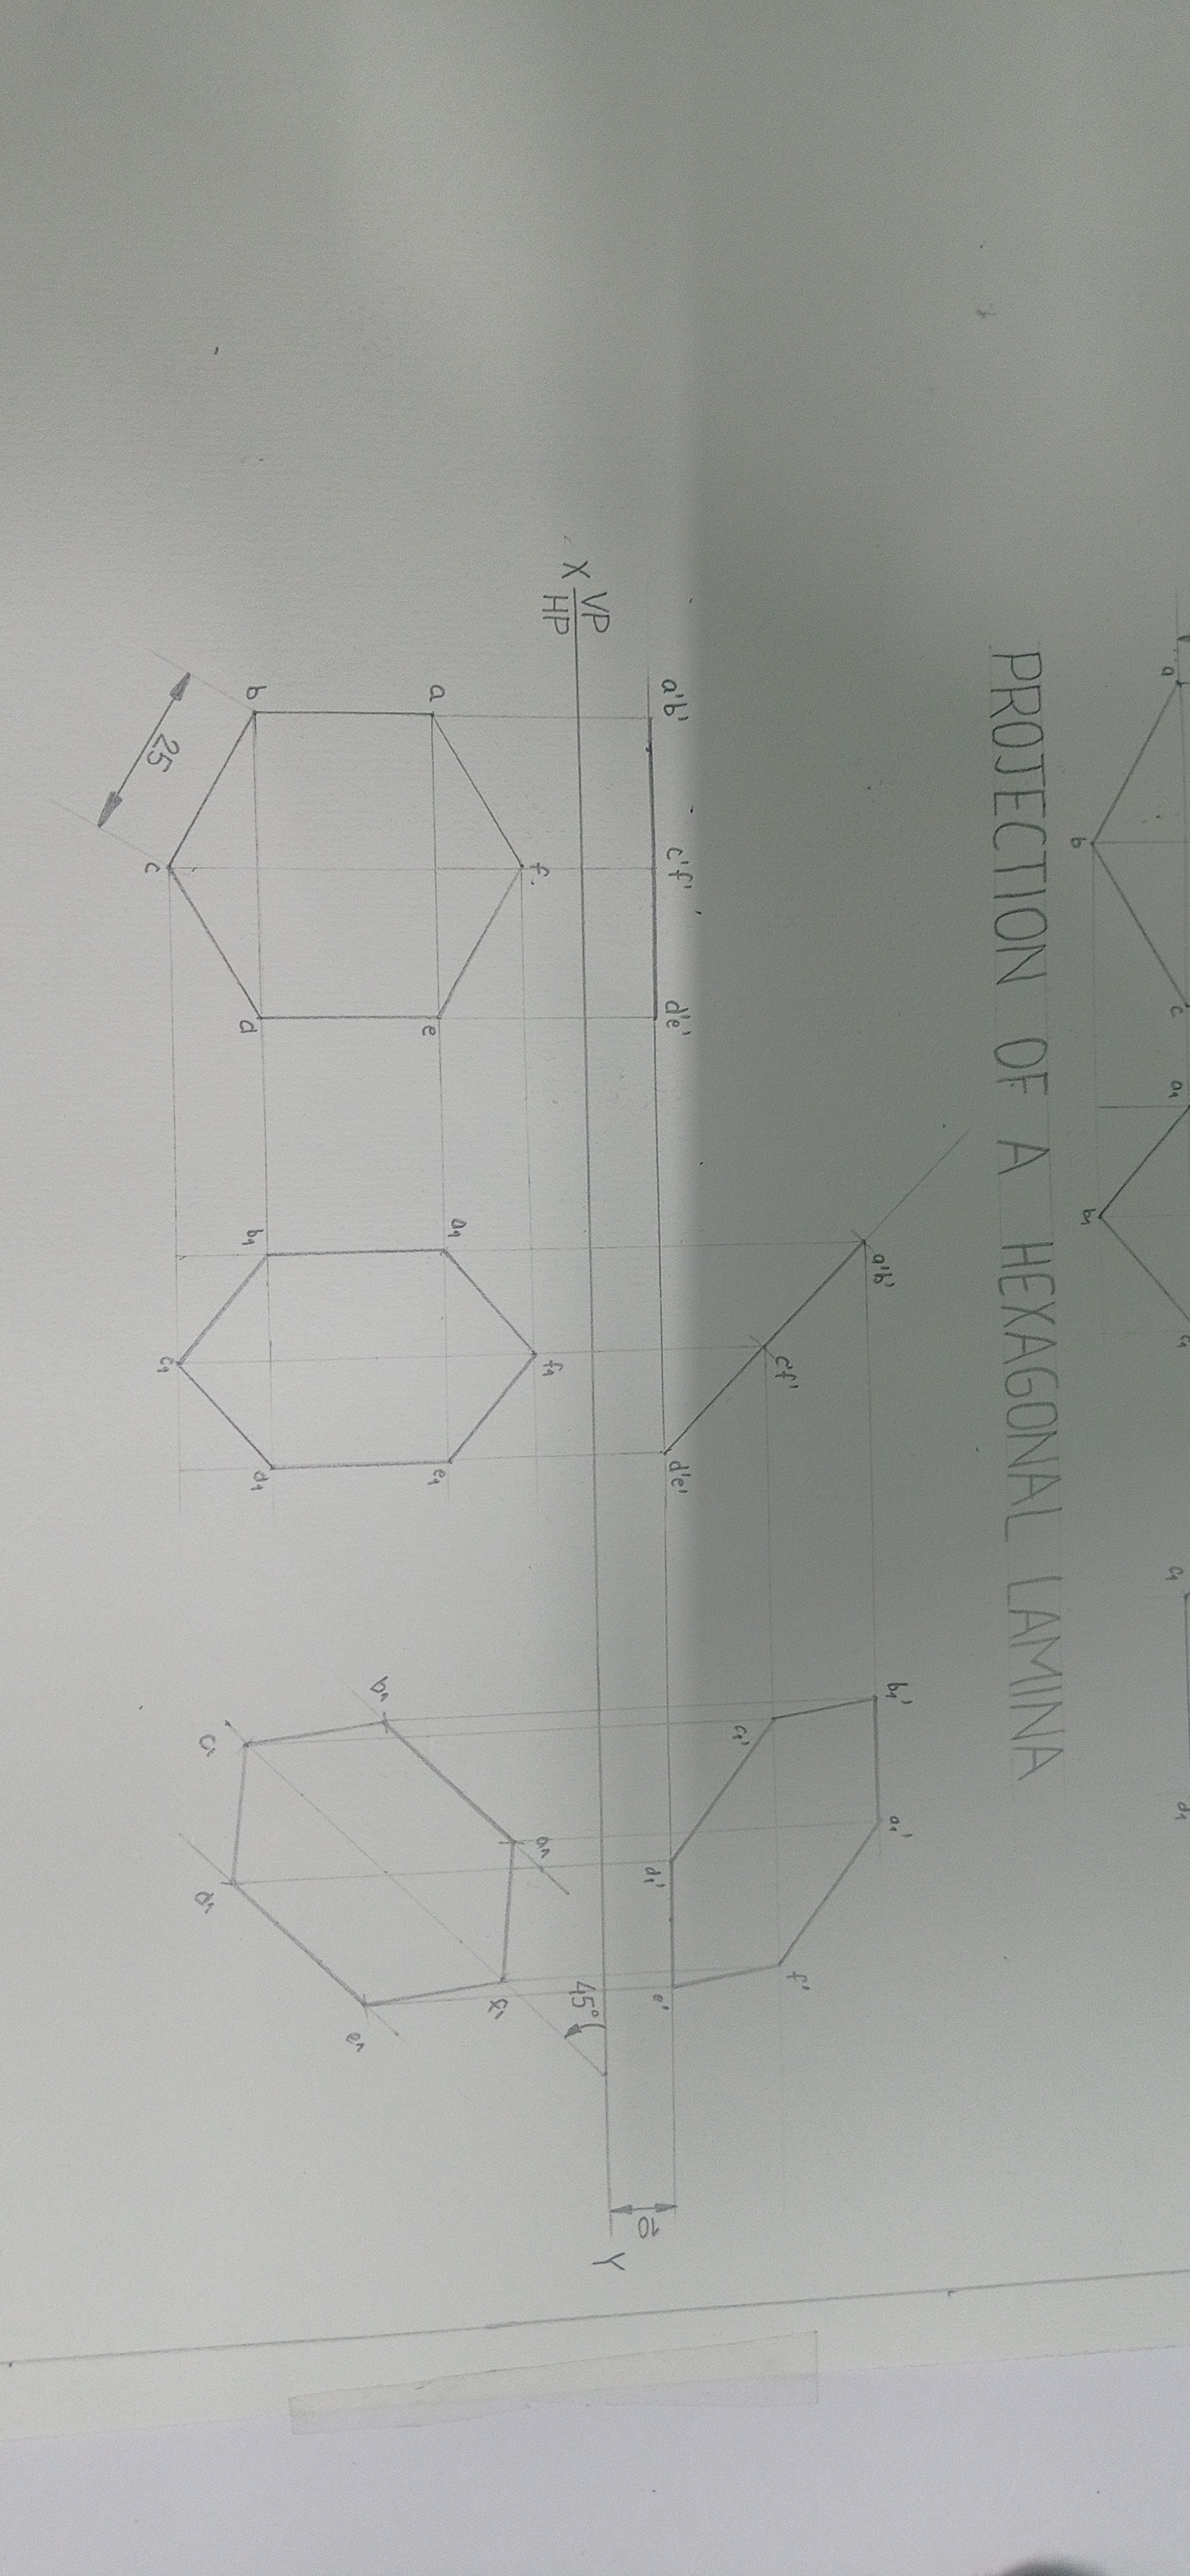 a c a1 c1 c1 d1
b b1
PROJECTION OF A HEXAGONAL LAMINA
b1' a1'
a'b'
f'
c'f'
c1'
a'b' c'f' d'e' d'e' d1' e'
10
VP
X Y
HP
45°
f f1 a1
f1
a a1 e e1
b1 e1
b b1 d d1
c c1 c1 d1
25